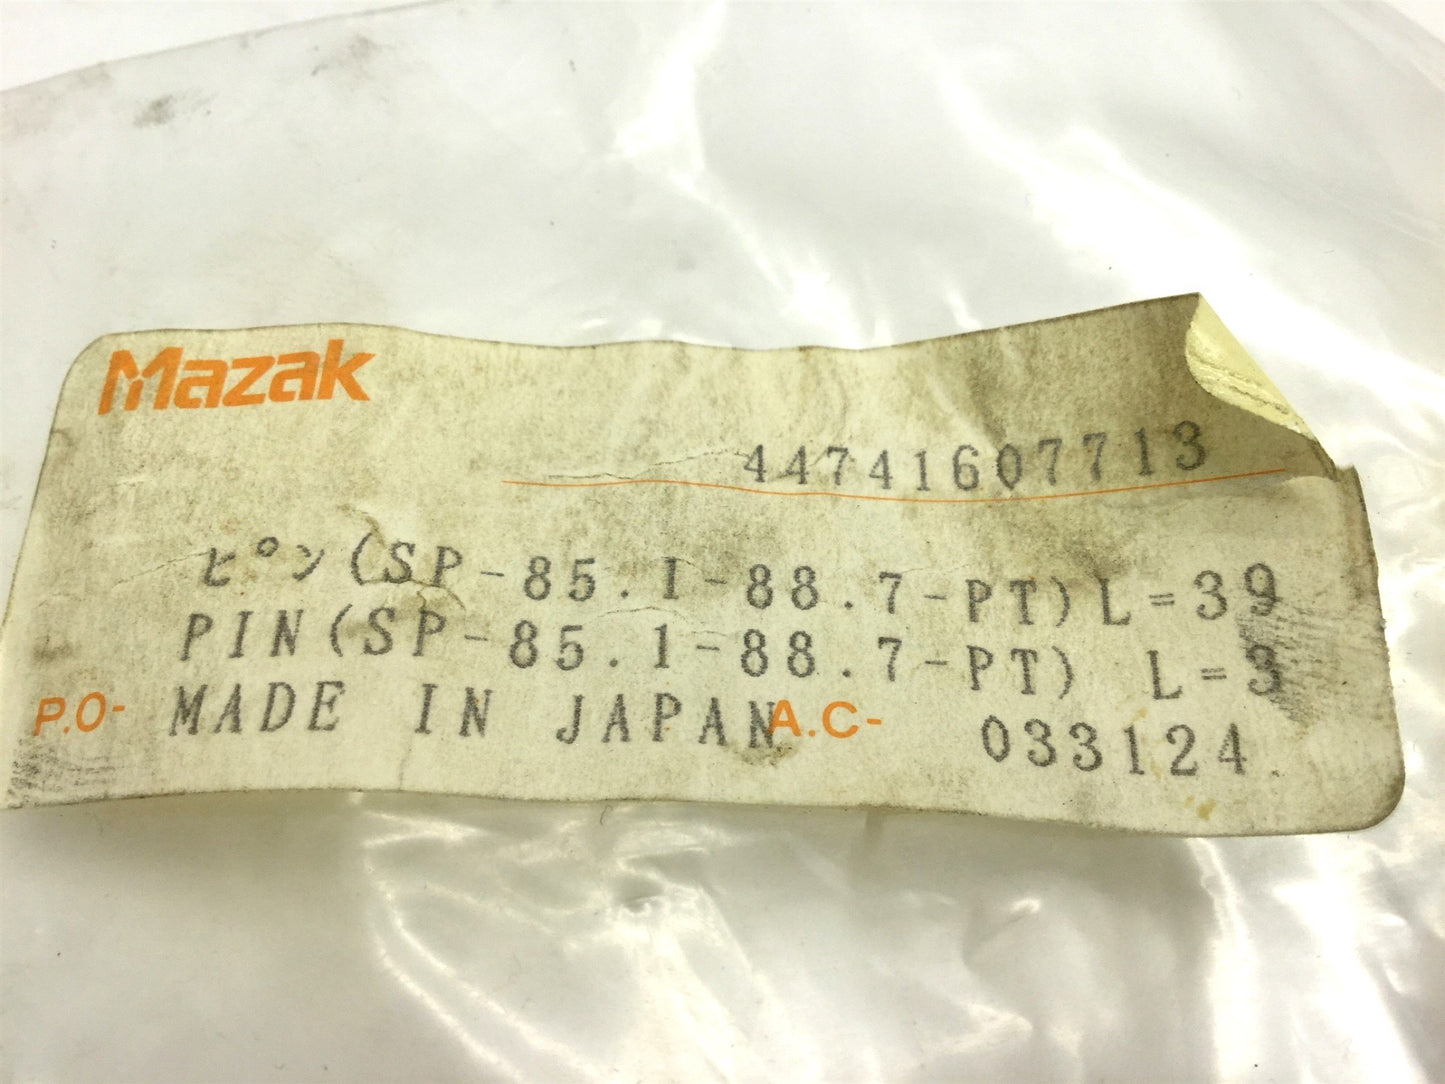 Mazak
44741607713
ピン(SP-85.1-88.7-PT)L=39
PIN(SP-85.1-88.7-PT) L=3
P.O- MADE IN JAPAN A.C- 033124